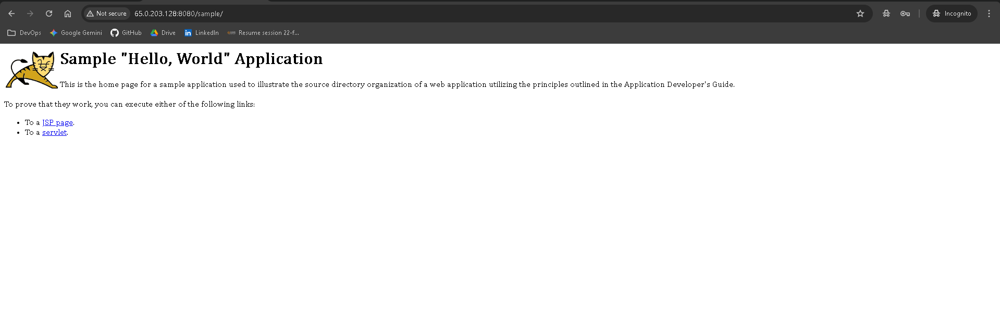 Not secure 65.0.203.128:8080/sample/ Incognito
DevOps Google Gemini GitHub Drive LinkedIn Resume session 22-f...
Sample "Hello, World" Application
This is the home page for a sample application used to illustrate the source directory organization of a web application utilizing the principles outlined in the Application Developer's Guide.
To prove that they work, you can execute either of the following links:
• To a JSP page.
• To a servlet.